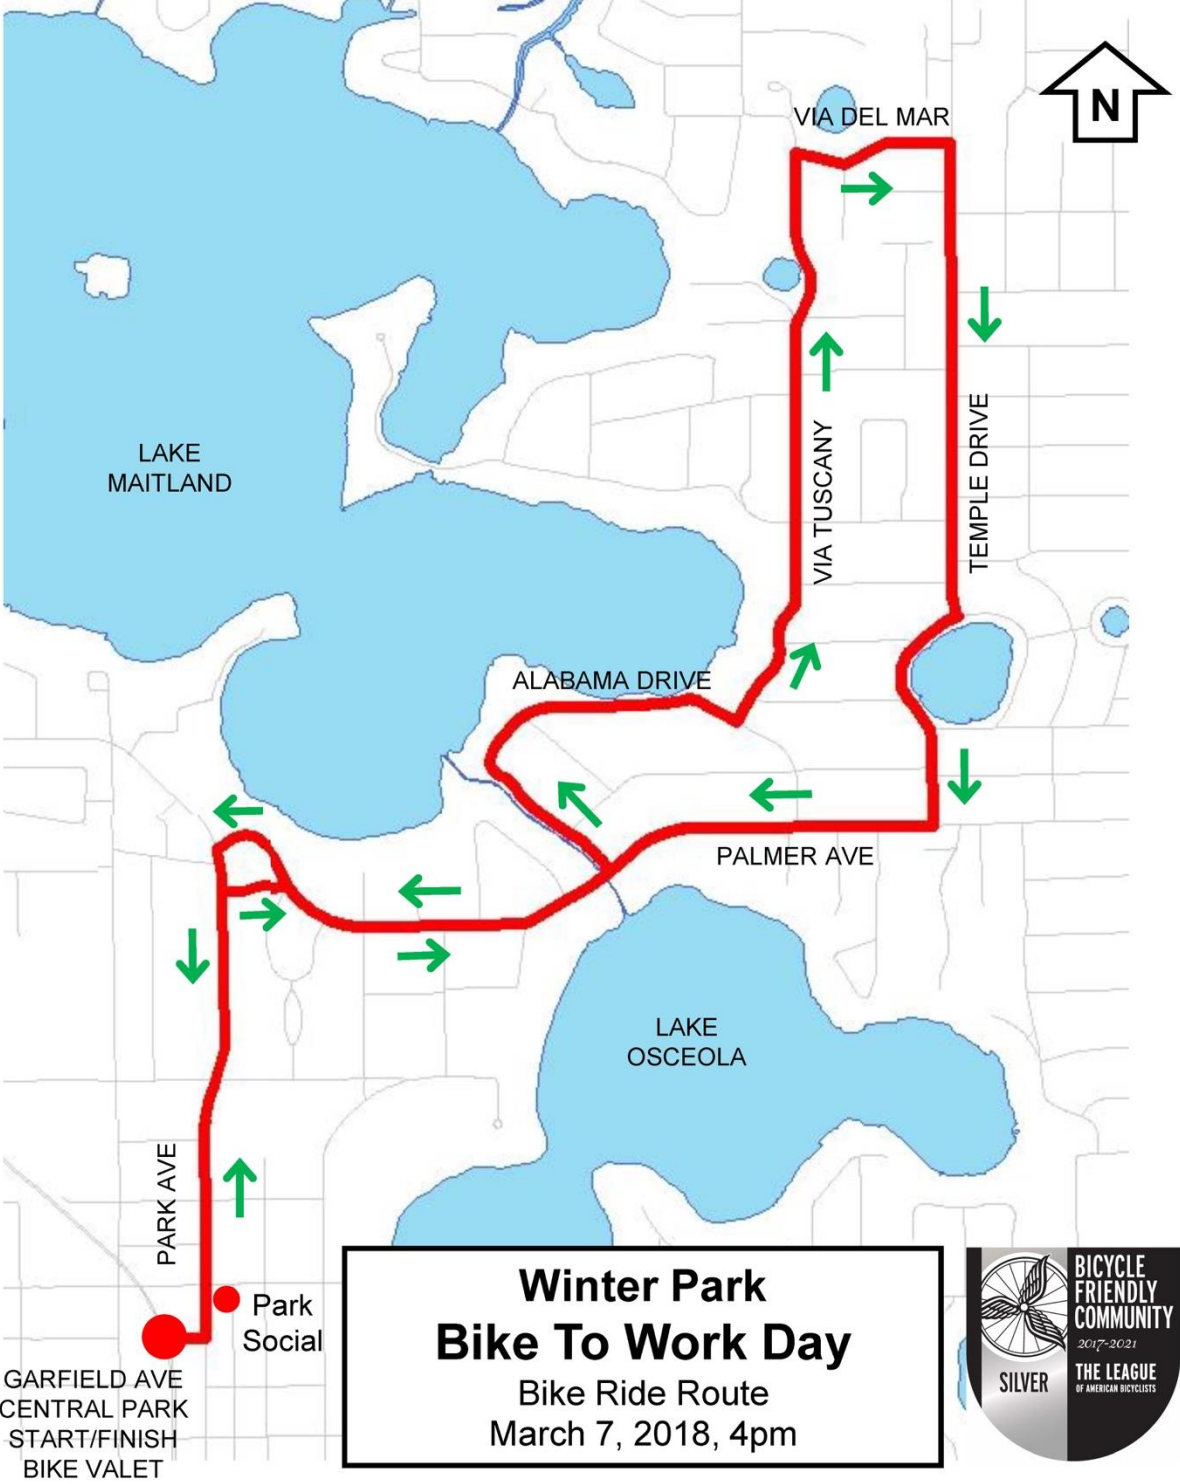 N
VIA DEL MAR
TEMPLE DRIVE
VIA TUSCANY
LAKE
MAITLAND
ALABAMA DRIVE
PALMER AVE
LAKE
OSCEOLA
PARK AVE
Park
Social
GARFIELD AVE
CENTRAL PARK
START/FINISH
BIKE VALET
Winter Park
Bike To Work Day
Bike Ride Route
March 7, 2018, 4pm
BICYCLE
FRIENDLY
COMMUNITY
2017-2021
SILVER
THE LEAGUE
OF AMERICAN BICYCLISTS